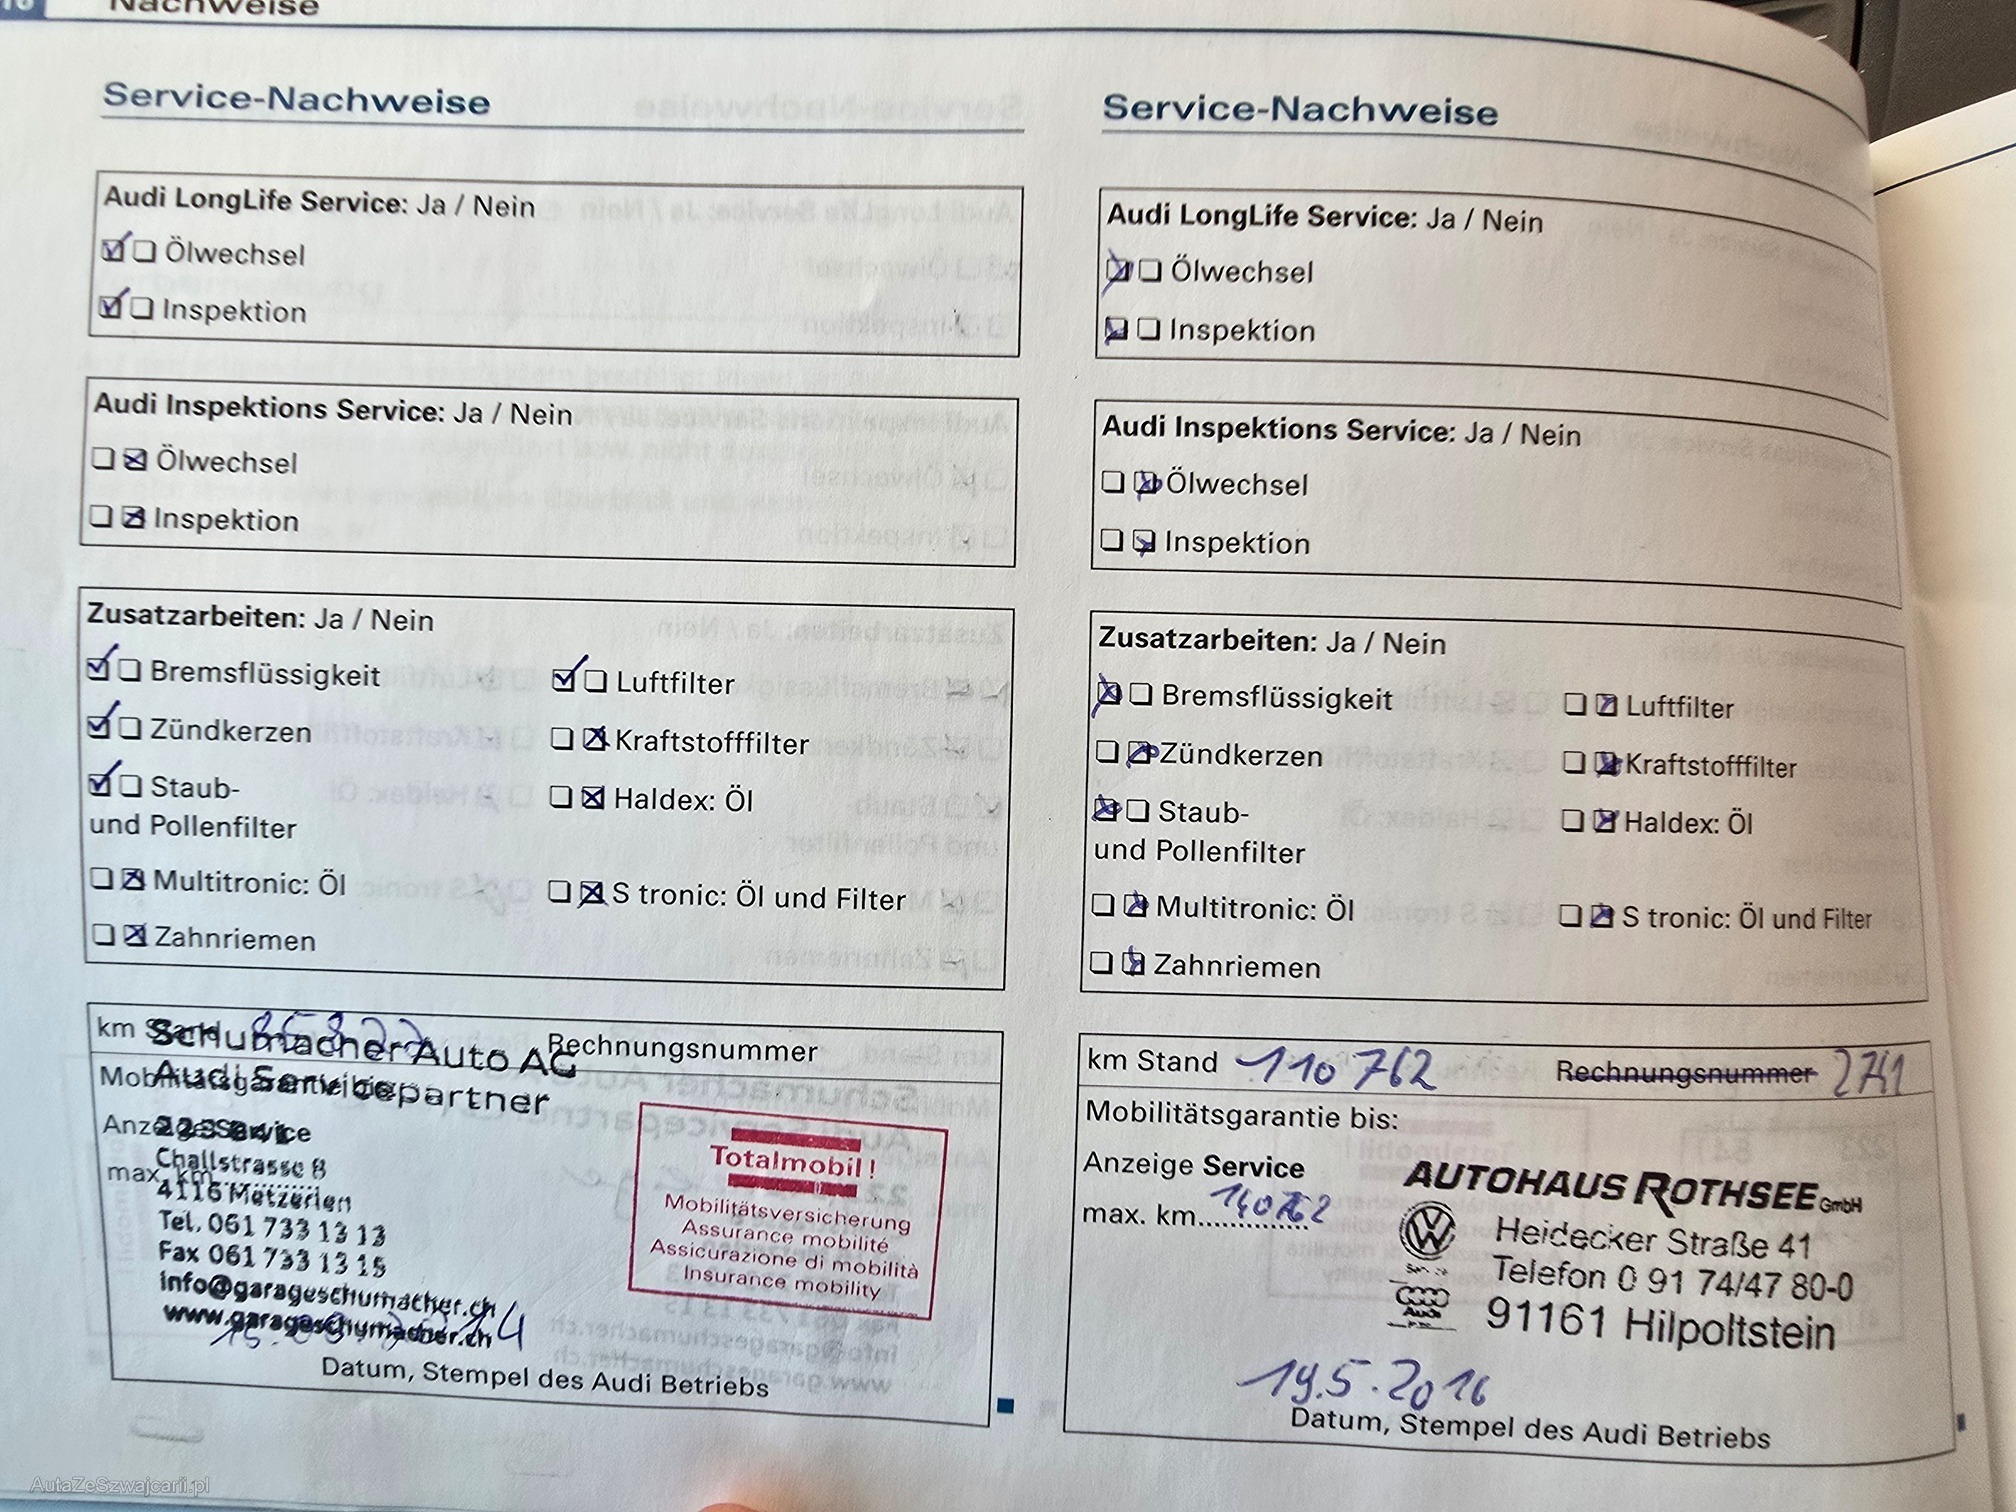 Nachweise
Service-Nachweise
Audi LongLife Service: Ja / Nein
Ölwechsel
Inspektion
Audi Inspektions Service: Ja / Nein
Ölwechsel
Inspektion
Zusatzarbeiten: Ja / Nein
Bremsflüssigkeit Luftfilter
Zündkerzen Kraftstofffilter
Staub- Haldex: Öl
und Pollenfilter
Multitronic: Öl S tronic: Öl und Filter
Zahnriemen
km Stand Rechnungsnummer
Schumacher Auto AG
Audi Servicepartner
Challstrasse 8
max. km
4116 Metzerlen
Tel. 061 733 13 13
Fax 061 733 13 15
info@garageschumacher.ch
www.garageschumacher.ch
Totalmobil !
Mobilitätsversicherung
Assurance mobilité
Assicurazione di mobilità
Insurance mobility
Datum, Stempel des Audi Betriebs
Service-Nachweise
Audi LongLife Service: Ja / Nein
Ölwechsel
Inspektion
Audi Inspektions Service: Ja / Nein
Ölwechsel
Inspektion
Zusatzarbeiten: Ja / Nein
Bremsflüssigkeit Luftfilter
Zündkerzen Kraftstofffilter
Staub- Haldex: Öl
und Pollenfilter
Multitronic: Öl S tronic: Öl und Filter
Zahnriemen
km Stand 110 762 Rechnungsnummer 2741
Mobilitätsgarantie bis:
Anzeige Service
max. km.............. 140762
AUTOHAUS ROTHSEE GmbH
Heidecker Straße 41
Telefon 0 91 74/47 80-0
91161 Hilpoltstein
Audi
19.5.2016
Datum, Stempel des Audi Betriebs
AutaZeSzwajcarii.pl